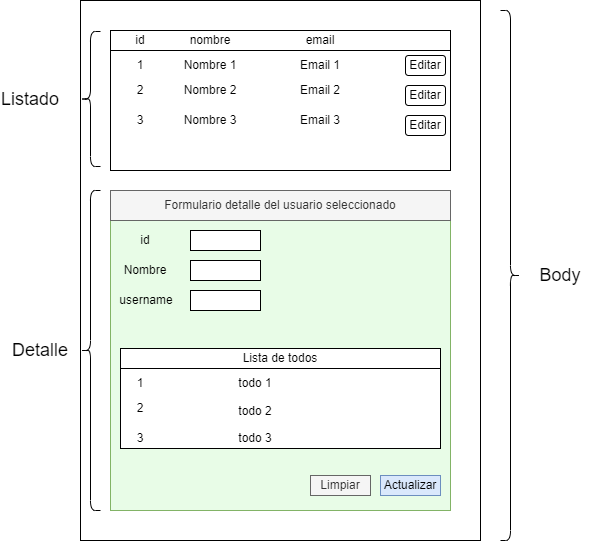 id nombre email
1 Nombre 1 Email 1 Editar
2 Nombre 2 Email 2 Editar
3 Nombre 3 Email 3 Editar
Listado
Formulario detalle del usuario seleccionado
id
Nombre
username
Body
Detalle
Lista de todos
1 todo 1
2 todo 2
3 todo 3
Limpiar Actualizar